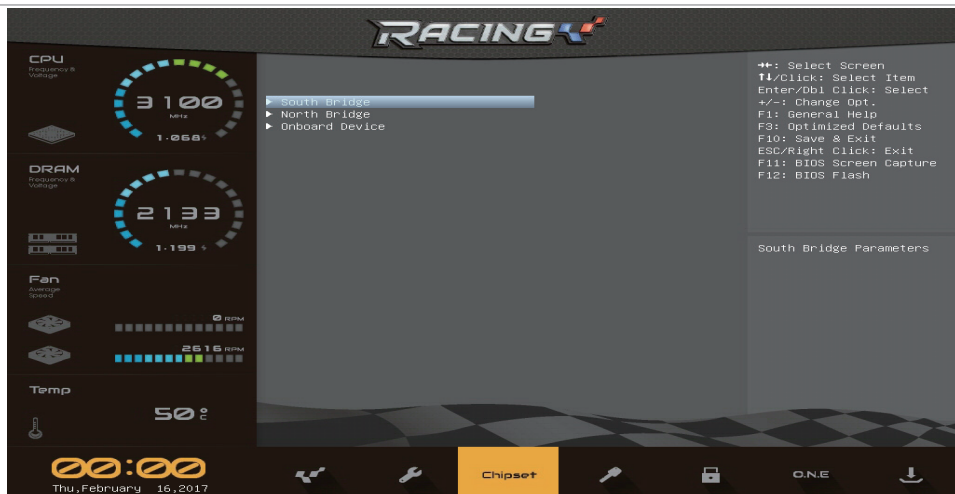 RACING
CPU
Frequency &
Voltage
3100
MHz
1.068
DRAM
Frequency &
Voltage
2133
MHz
1.199
Fan
Average
Speed
0 RPM
2616 RPM
Temp
50 °C
00:00
Thu,February 16,2017
► South Bridge
► North Bridge
► Onboard Device
→←: Select Screen
↑↓/Click: Select Item
Enter/Dbl Click: Select
+/-: Change Opt.
F1: General Help
F3: Optimized Defaults
F10: Save & Exit
ESC/Right Click: Exit
F11: BIOS Screen Capture
F12: BIOS Flash
South Bridge Parameters
Chipset
O.N.E